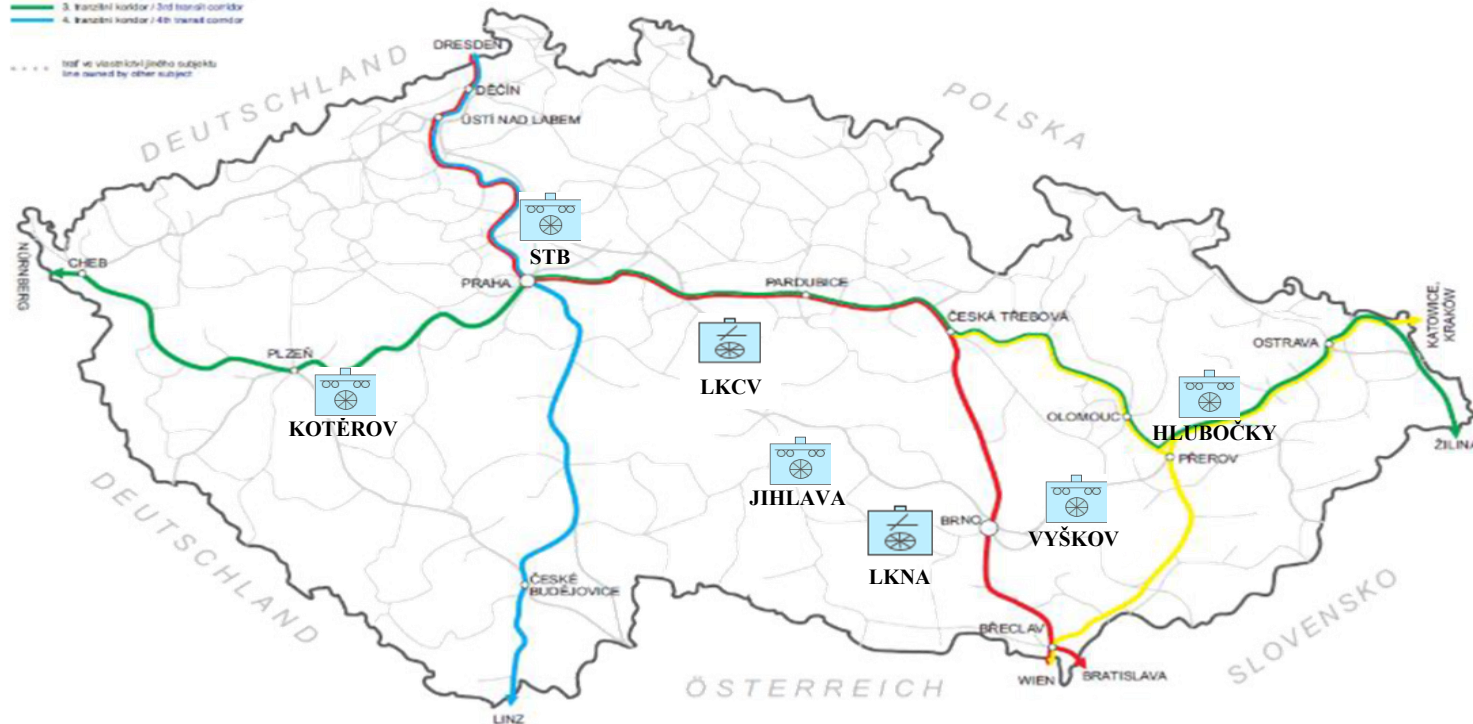 3. tranzitní koridor / 3rd transit corridor
4. tranzitní koridor / 4th transit corridor
trať ve vlastnictví jiného subjektu
line owned by other subject
DRESDEN
DEUTSCHLAND
DĚČÍN
ÚSTÍ NAD LABEM
POLSKA
STB
NÜRNBERG
CHEB
PRAHA
PARDUBICE
ČESKÁ TŘEBOVÁ
KATOWICE,
KRAKÓW
OSTRAVA
PLZEŇ
LKCV
KOTĚROV
OLOMOUC
HLUBOČKY
ŽILINA
PŘEROV
JIHLAVA
DEUTSCHLAND
BRNO
VYŠKOV
LKNA
ČESKÉ
BUDĚJOVICE
SLOVENSKO
BŘECLAV
WIEN
BRATISLAVA
ÖSTERREICH
LINZ